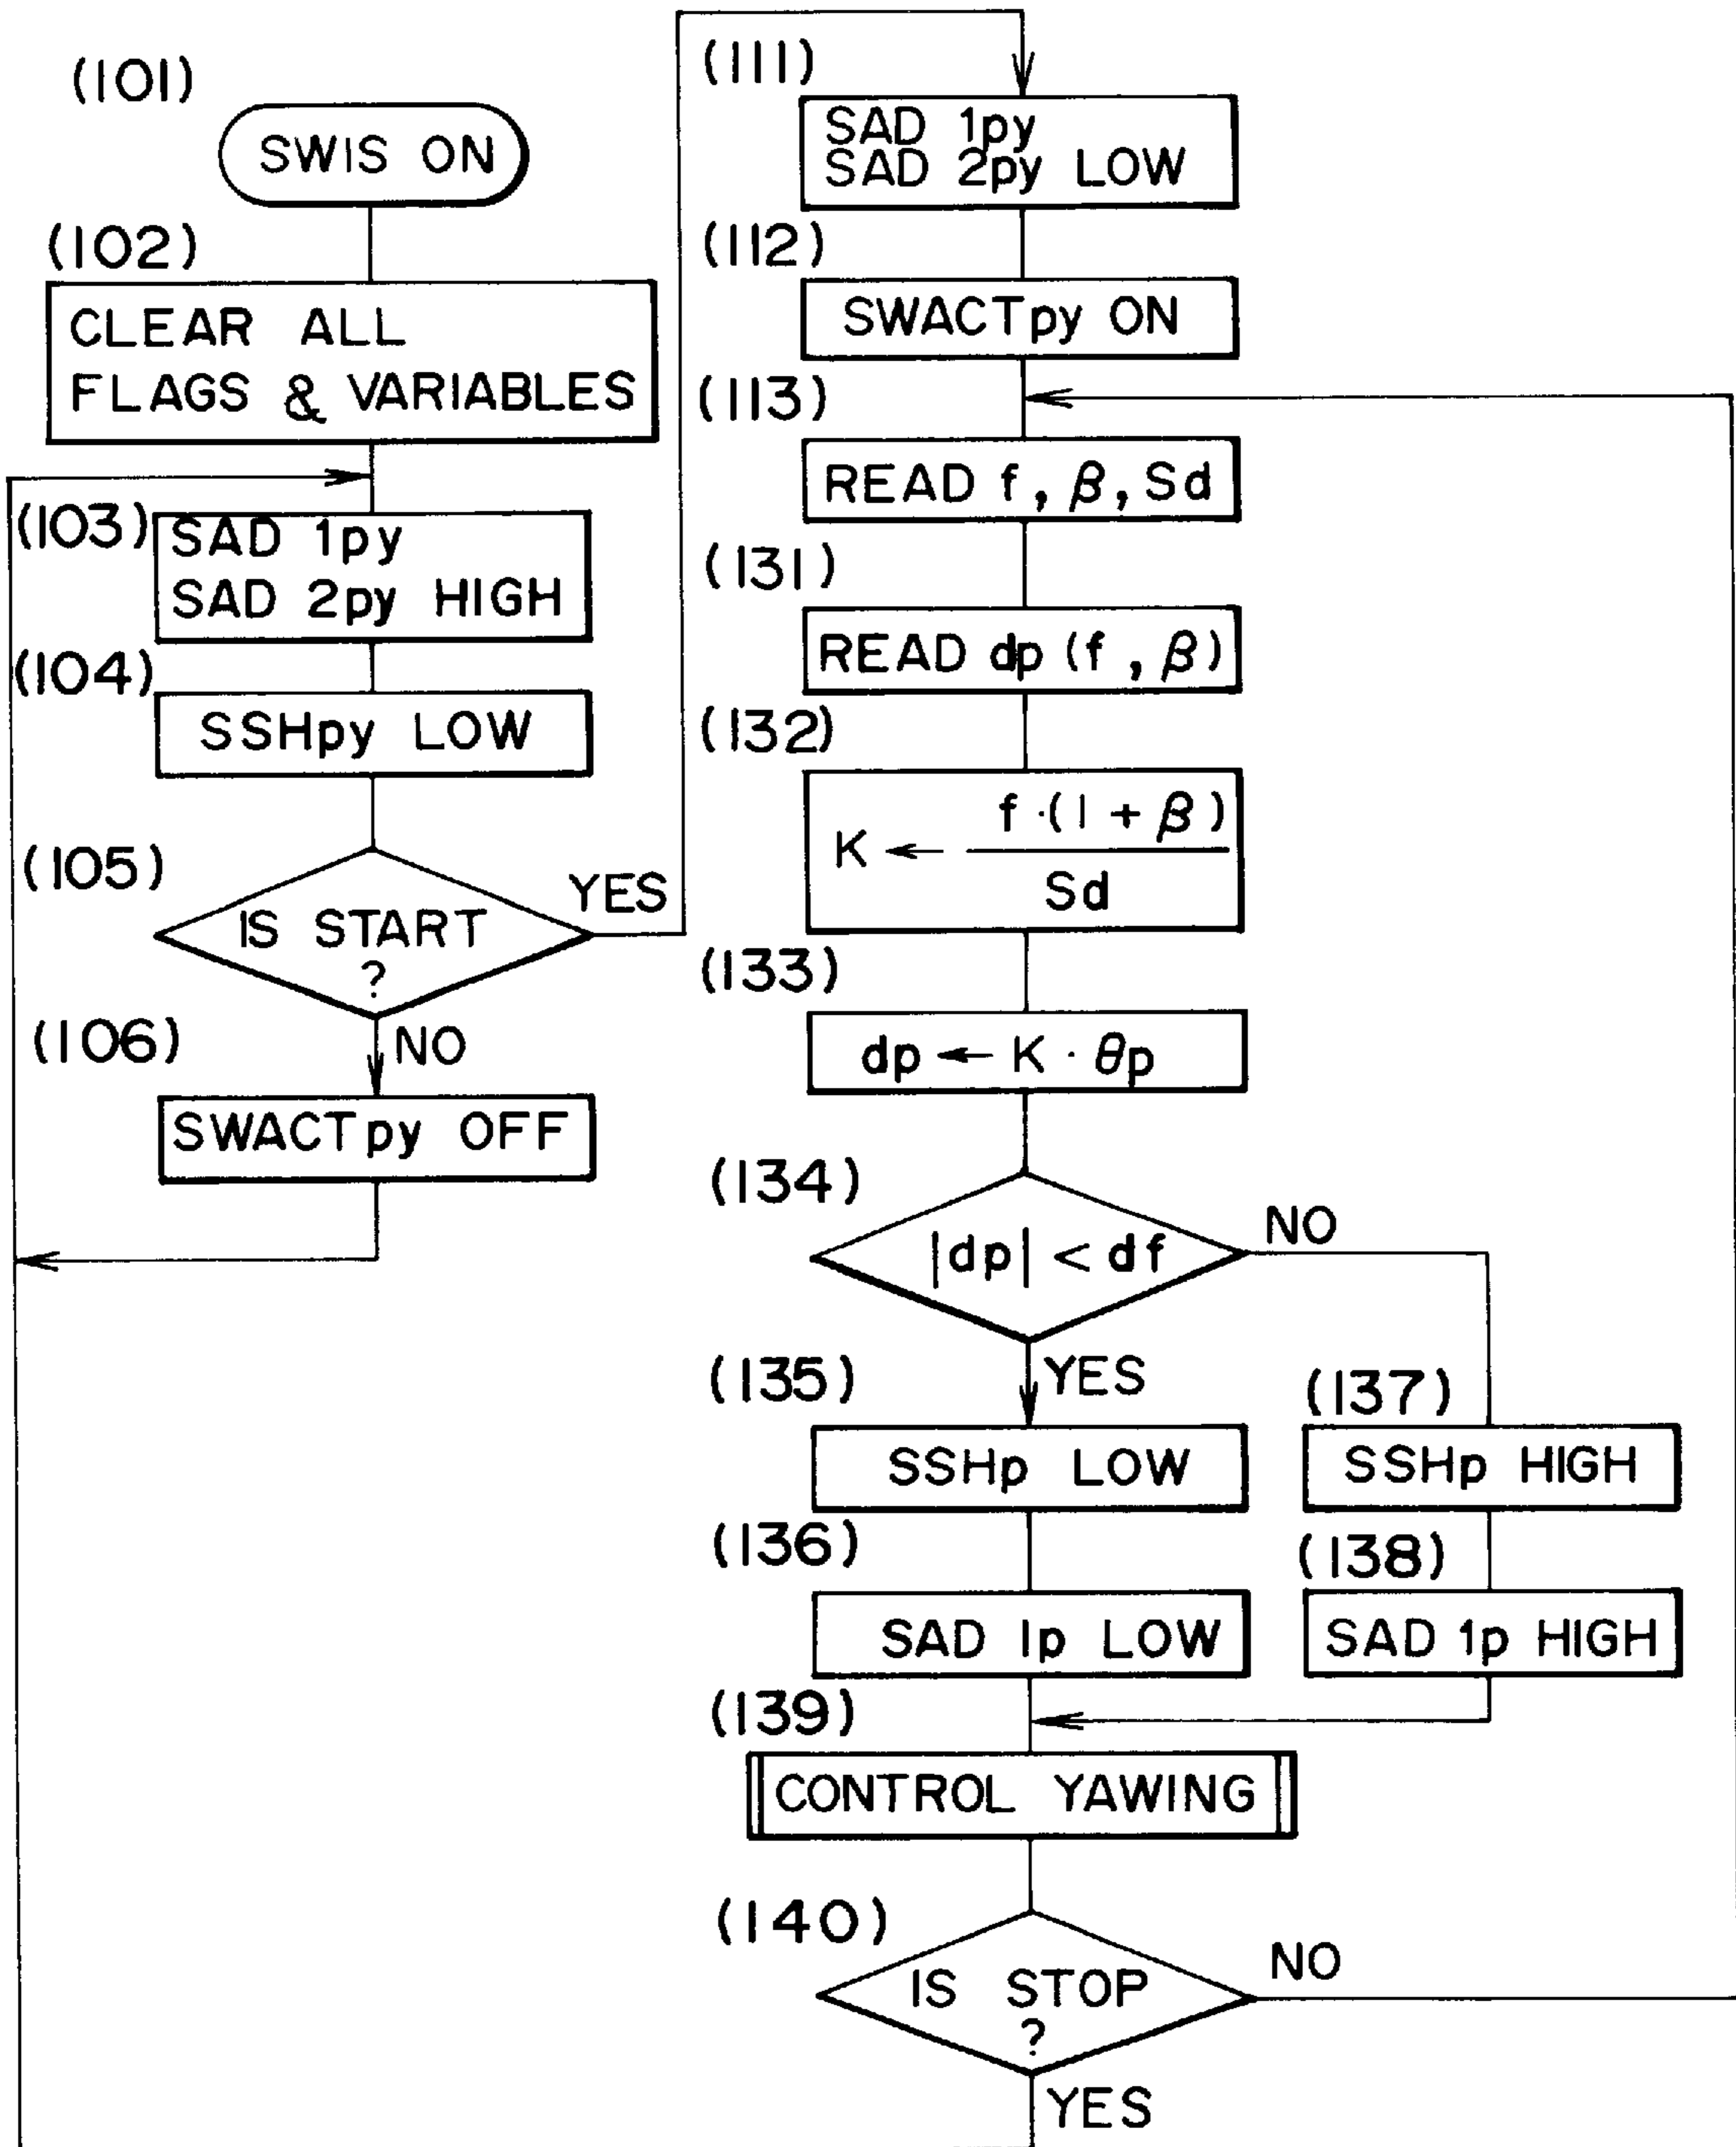 (101)
SWIS ON
(102)
CLEAR ALL
FLAGS & VARIABLES
(103)
SAD 1py
SAD 2py HIGH
(104)
SSHpy LOW
(105)
IS START
?
YES
NO
(106)
SWACTpy OFF
(111)
SAD 1py
SAD 2py LOW
(112)
SWACTpy ON
(113)
READ f, β, Sd
(131)
READ dp (f, β)
(132)
K ← f·(1 + β)
Sd
(133)
dp ← K · θp
(134)
|dp| < df
NO
YES
(135)
SSHp LOW
(136)
SAD 1p LOW
(137)
SSHp HIGH
(138)
SAD 1p HIGH
(139)
CONTROL YAWING
(140)
IS STOP
?
NO
YES